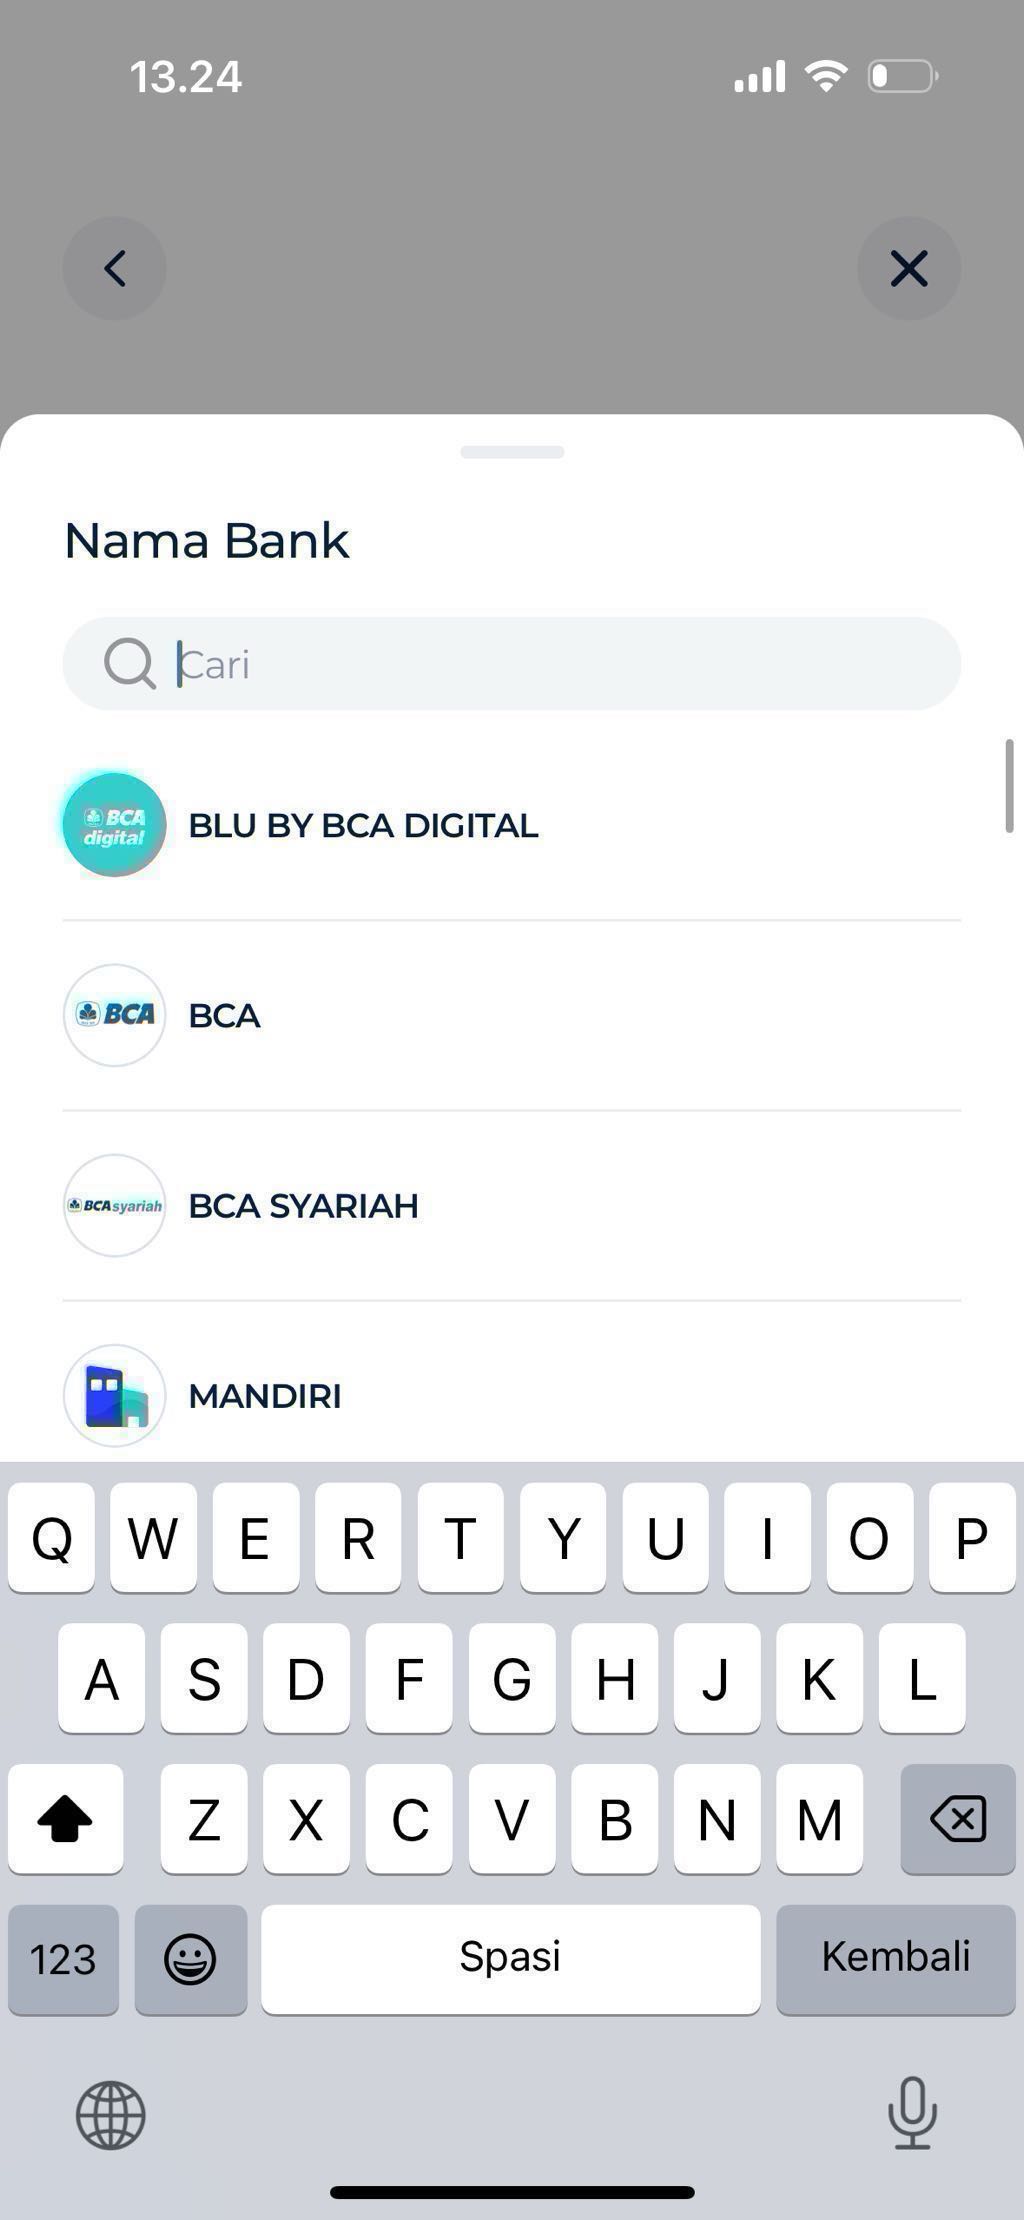 13.24
Nama Bank
Cari
BCA
digital
BLU BY BCA DIGITAL
BCA
BCA
BCA syariah
BCA SYARIAH
MANDIRI
Q W E R T Y U I O P
A S D F G H J K L
Z X C V B N M
123 Spasi Kembali